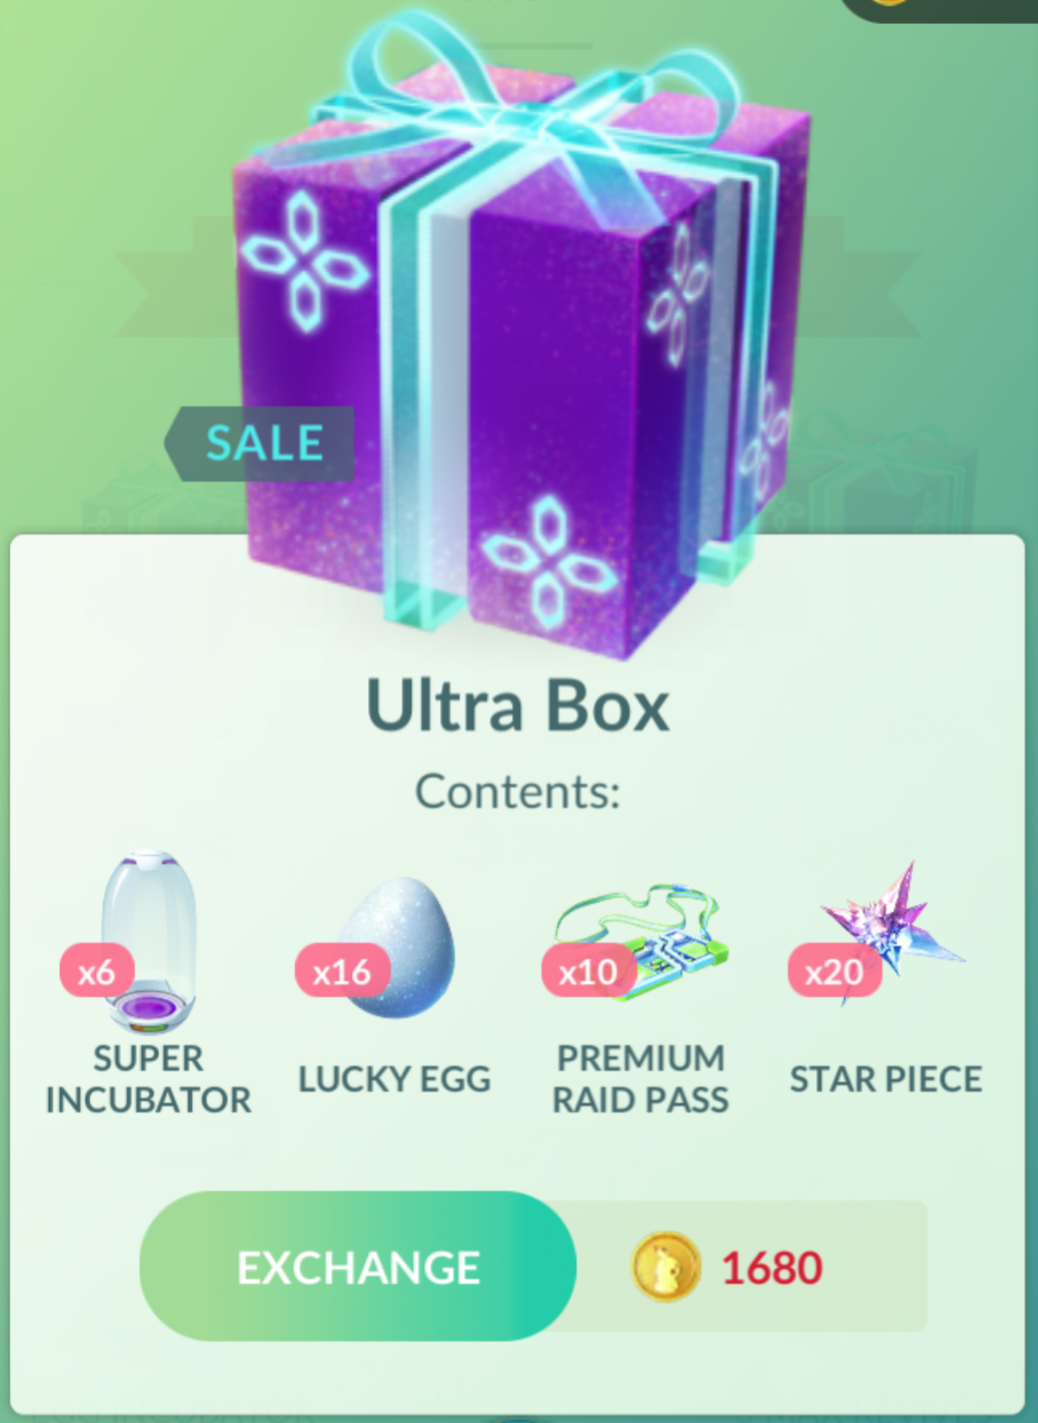 SALE
Ultra Box
Contents:
x6
x16
x10
x20
SUPER
INCUBATOR
LUCKY EGG
PREMIUM
RAID PASS
STAR PIECE
EXCHANGE
1680